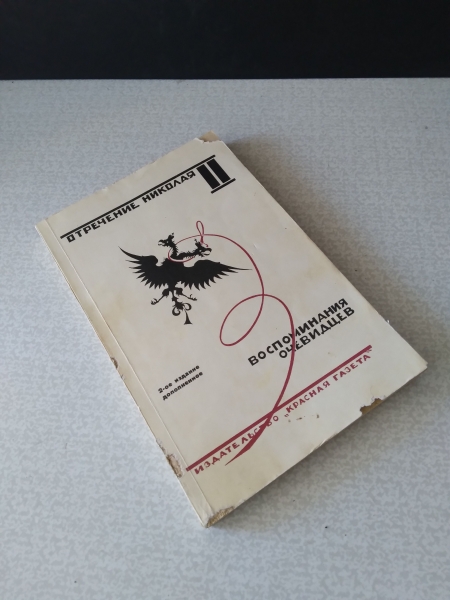 ОТРЕЧЕНИЕ НИКОЛАЯ II
ВОСПОМИНАНИЯ
ОЧЕВИДЦЕВ
2-ое издание
дополненное
ИЗДАТЕЛЬСТВО „КРАСНАЯ ГАЗЕТА"